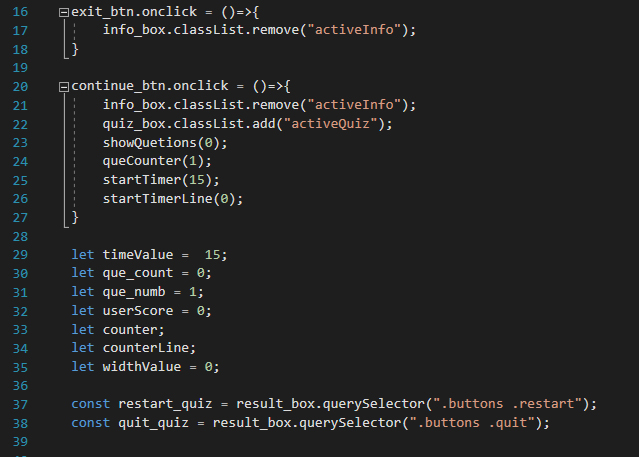 16 exit_btn.onclick = ()=>{
17     info_box.classList.remove("activeInfo");
18 }
19
20 continue_btn.onclick = ()=>{
21     info_box.classList.remove("activeInfo");
22     quiz_box.classList.add("activeQuiz");
23     showQuetions(0);
24     queCounter(1);
25     startTimer(15);
26     startTimerLine(0);
27 }
28
29 let timeValue =  15;
30 let que_count = 0;
31 let que_numb = 1;
32 let userScore = 0;
33 let counter;
34 let counterLine;
35 let widthValue = 0;
36
37 const restart_quiz = result_box.querySelector(".buttons .restart");
38 const quit_quiz = result_box.querySelector(".buttons .quit");
39